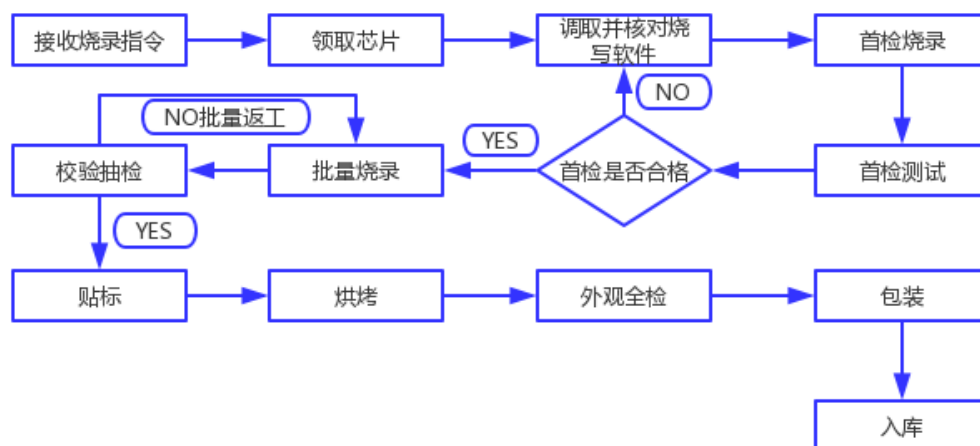 接收烧录指令
领取芯片
调取并核对烧
写软件
首检烧录
NO批量返工
NO
YES
校验抽检
批量烧录
首检是否合格
首检测试
YES
贴标
烘烤
外观全检
包装
入库